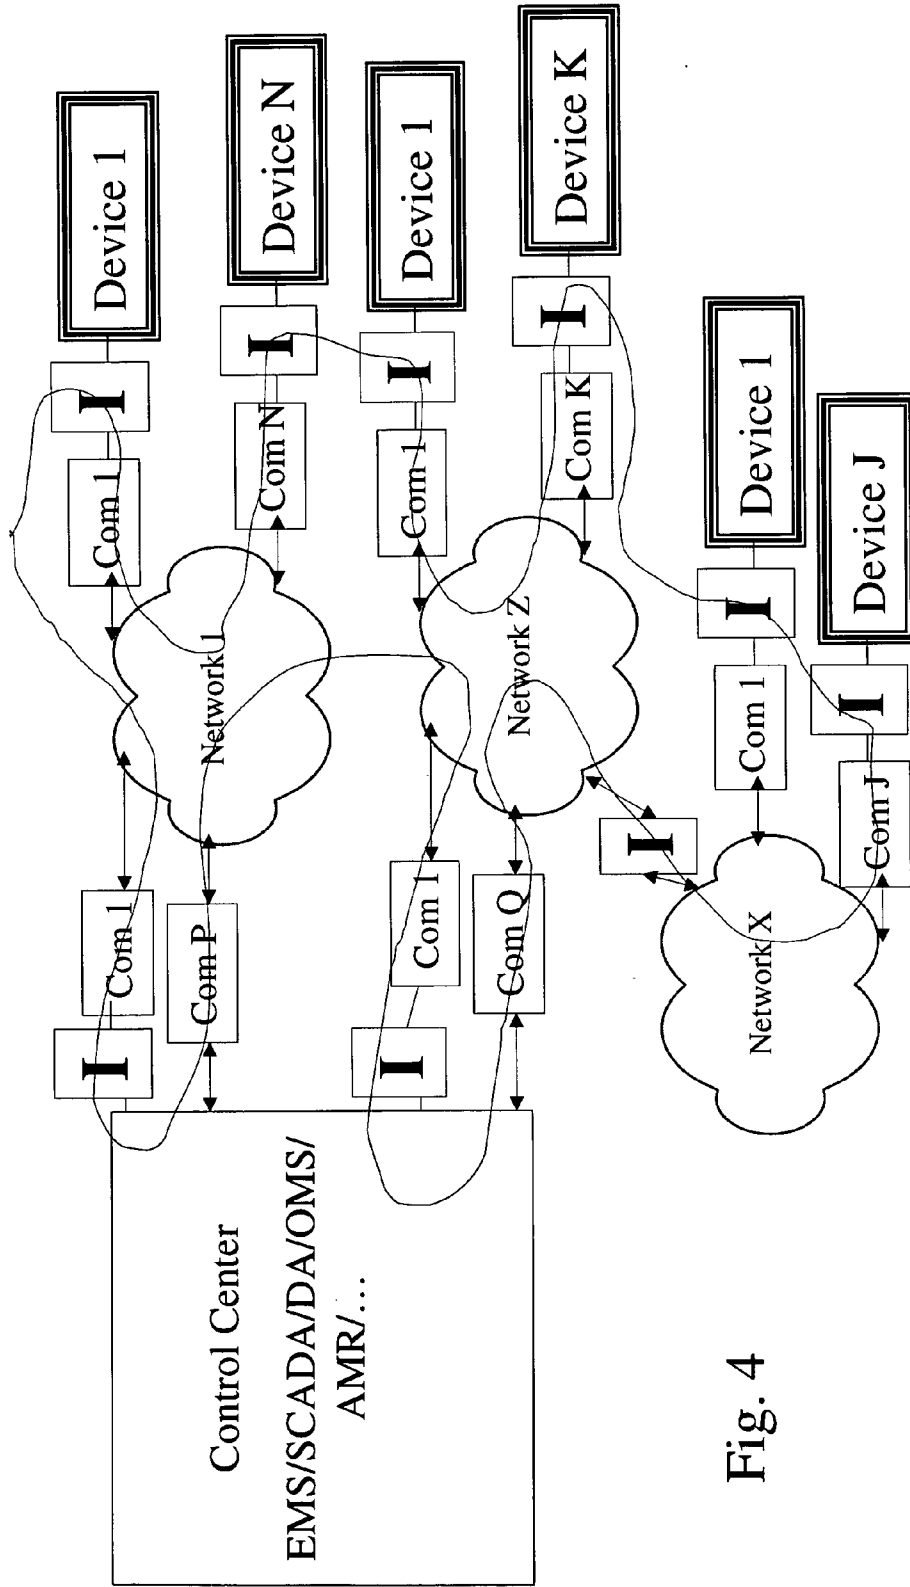 Control Center
EMS/SCADA/DA/OMS/
AMR/...
I
Com 1
Com P
I
Com 1
Com Q
Network 1
Network Z
I
Network X
Com 1
I
Device 1
Com N
I
Device N
Com 1
I
Device 1
Com K
I
Device K
Com 1
I
Device 1
Com J
I
Device J
Fig. 4